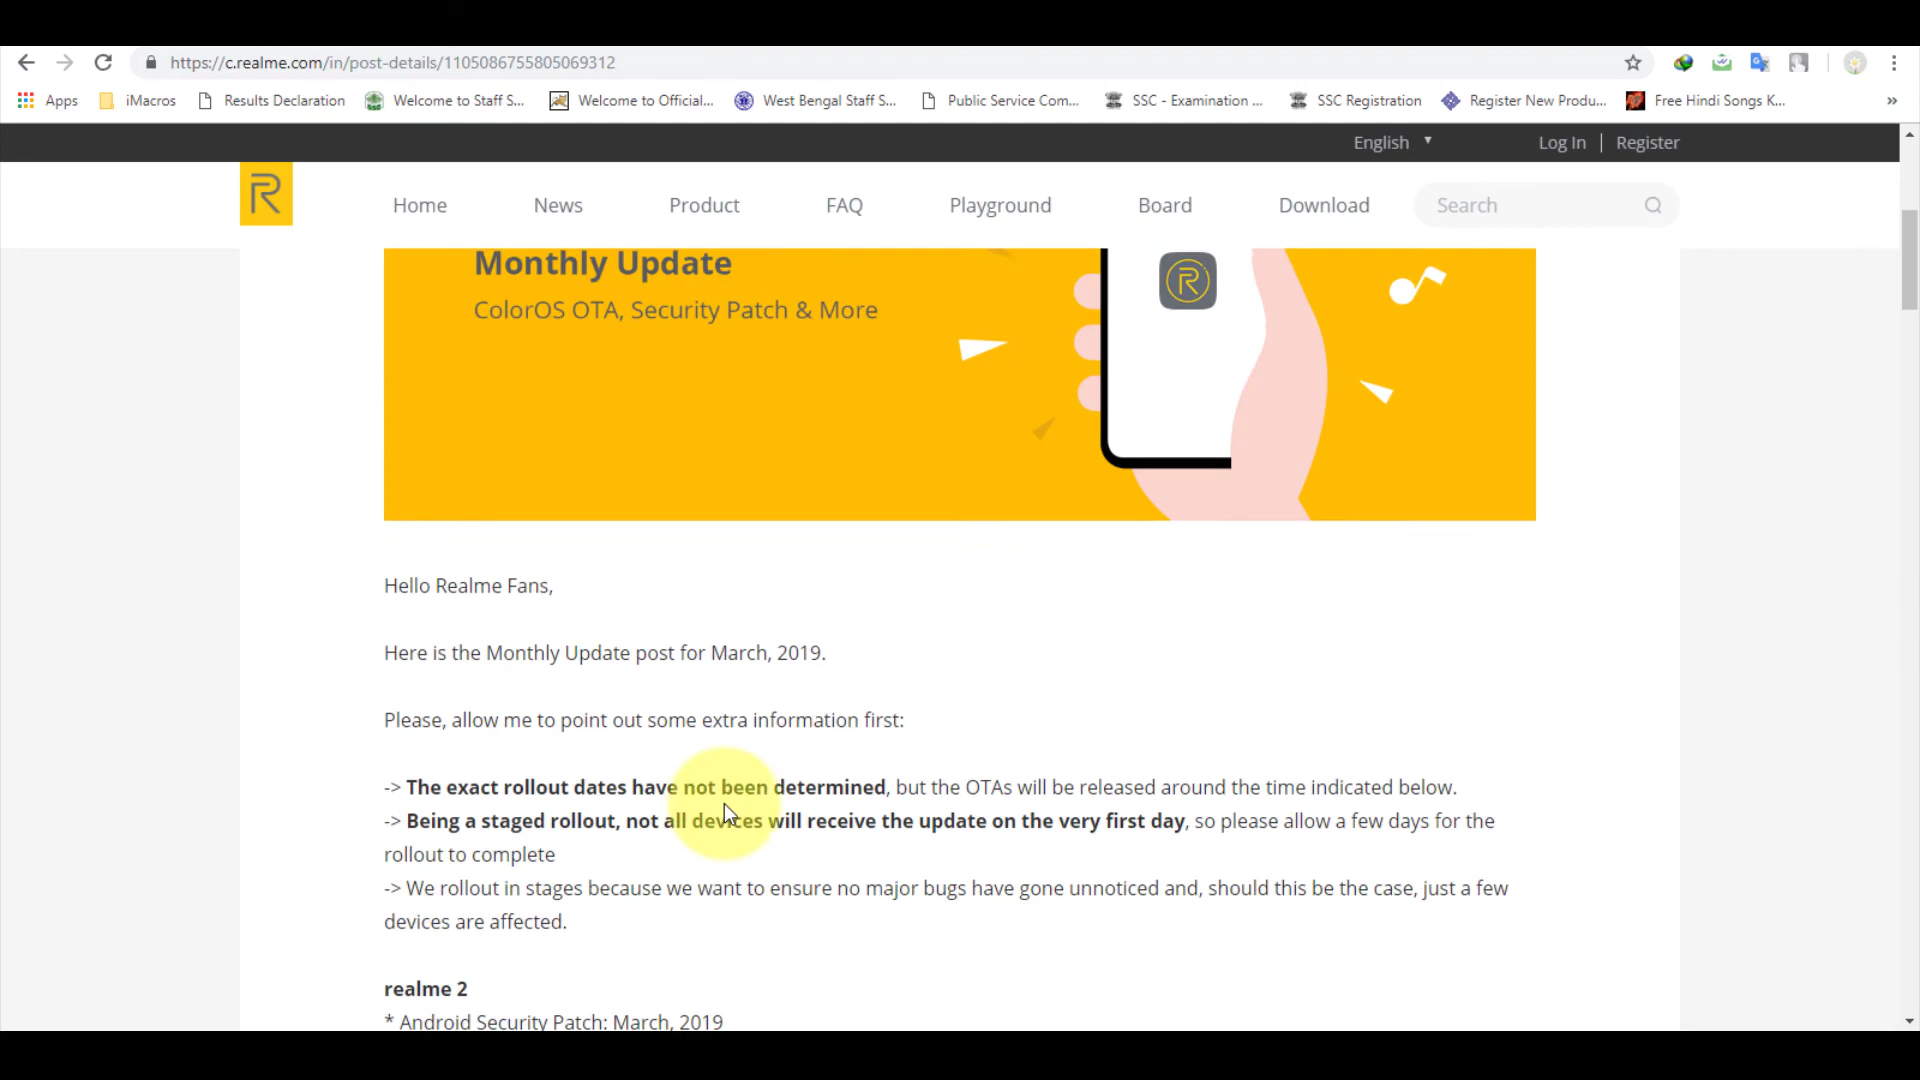 https://c.realme.com/in/post-details/1105086755805069312
Apps iMacros Results Declaration Welcome to Staff S... Welcome to Official... West Bengal Staff S... Public Service Com... SSC - Examination ... SSC Registration Register New Produ... Free Hindi Songs K... »
English Log In | Register
R Home News Product FAQ Playground Board Download Search
Monthly Update
ColorOS OTA, Security Patch & More
R
Hello Realme Fans,
Here is the Monthly Update post for March, 2019.
Please, allow me to point out some extra information first:
-> The exact rollout dates have not been determined, but the OTAs will be released around the time indicated below.
-> Being a staged rollout, not all devices will receive the update on the very first day, so please allow a few days for the
rollout to complete
-> We rollout in stages because we want to ensure no major bugs have gone unnoticed and, should this be the case, just a few
devices are affected.
realme 2
* Android Security Patch: March, 2019